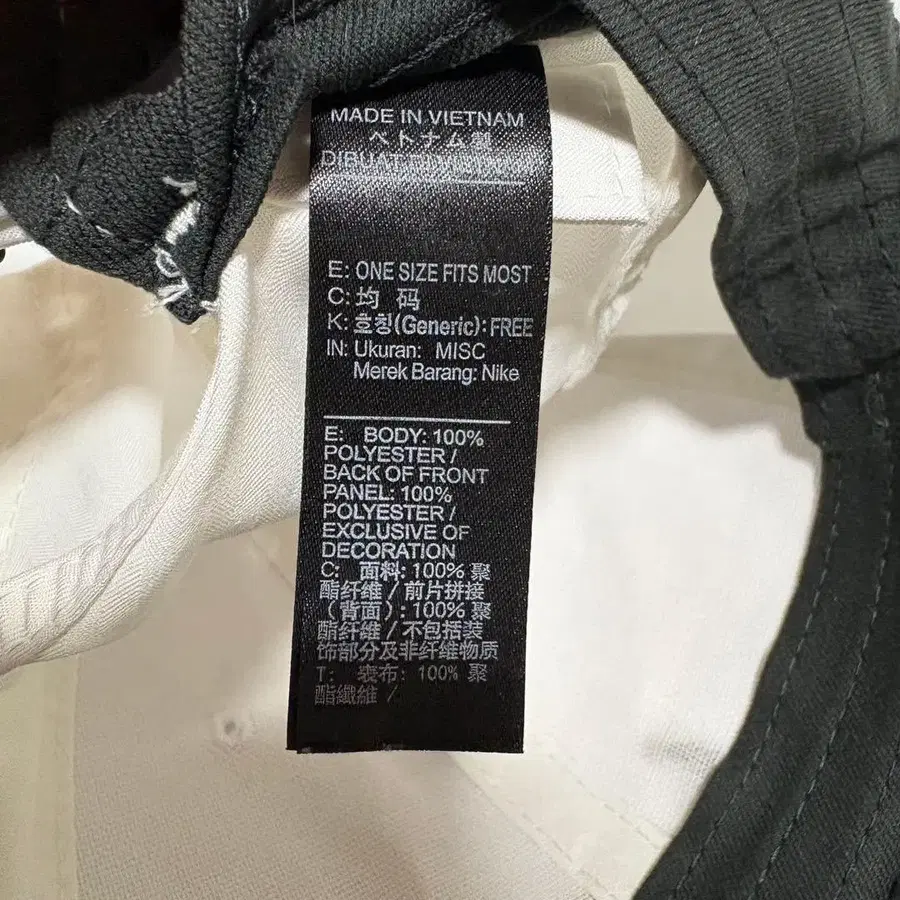 MADE IN VIETNAM
ベトナム製
DIBUAT DI
E: ONE SIZE FITS MOST
C: 均 码
K: 호칭(Generic): FREE
IN: Ukuran: MISC
Merek Barang: Nike
E: BODY: 100%
POLYESTER /
BACK OF FRONT
PANEL: 100%
POLYESTER /
EXCLUSIVE OF
DECORATION
C: 面料: 100% 聚
酯纤维 / 前片拼接
(背面): 100% 聚
酯纤维 / 不包括装
饰部分及非纤维物质
T: 表布: 100% 聚
酯纖維 /